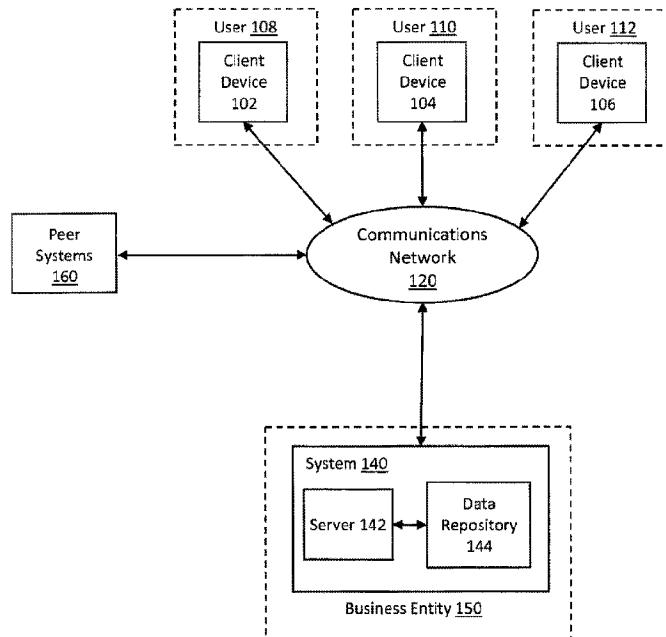 User 108
User 110
User 112
Client
Device
102
Client
Device
104
Client
Device
106
Peer
Systems
160
Communications
Network
120
System 140
Server 142
Data
Repository
144
Business Entity 150